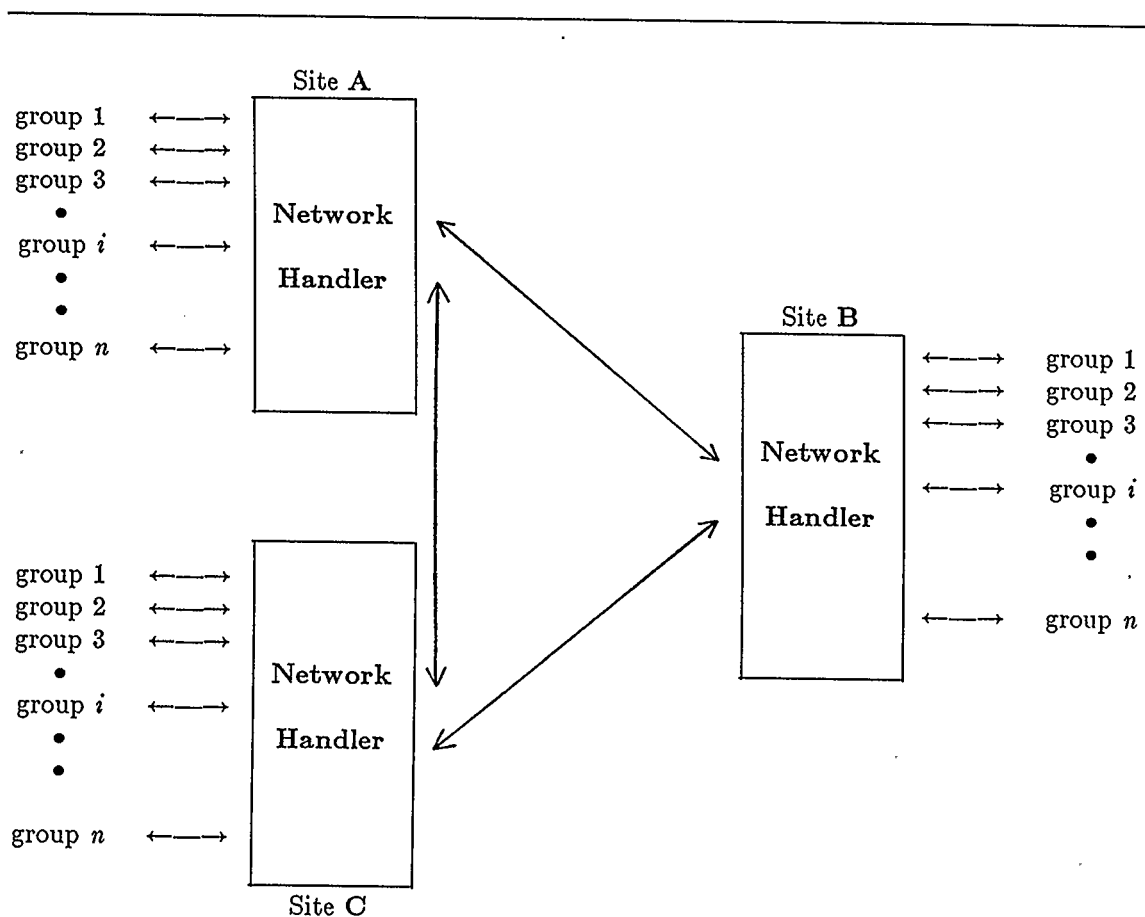 Site A
group 1
group 2
group 3
group i
group n
Network
Handler
Site B
group 1
group 2
group 3
group i
group n
Network
Handler
group 1
group 2
group 3
group i
group n
Network
Handler
Site C